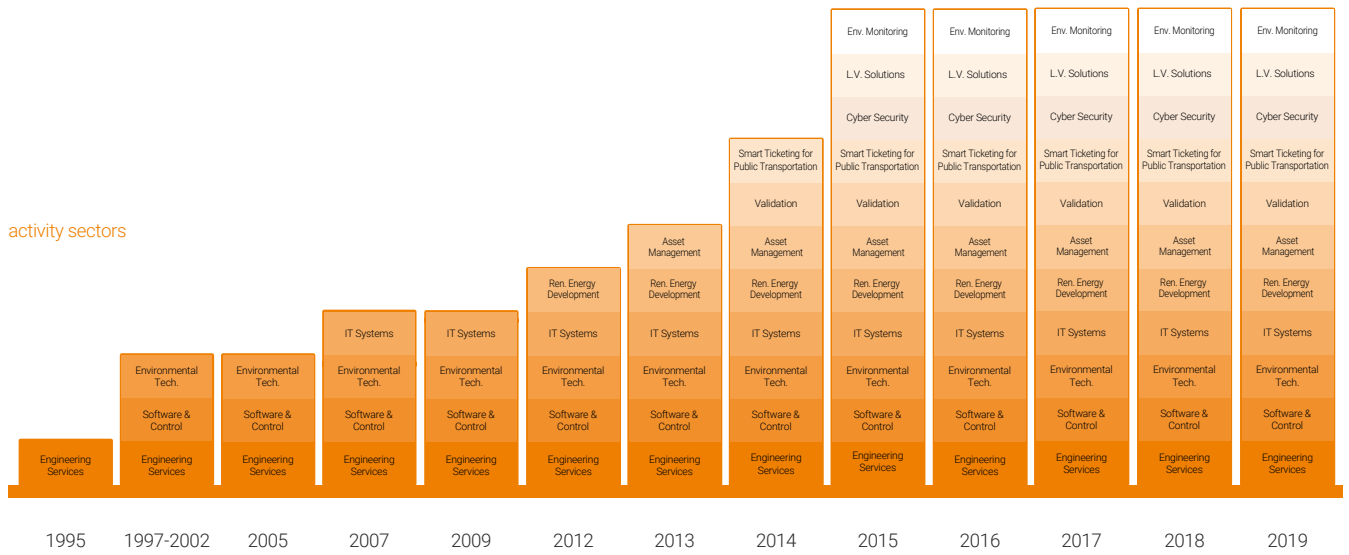 activity sectors
Engineering
Services
1995
Environmental
Tech.
Software &
Control
Engineering
Services
1997-2002
Environmental
Tech.
Software &
Control
Engineering
Services
2005
IT Systems
Environmental
Tech.
Software &
Control
Engineering
Services
2007
IT Systems
Environmental
Tech.
Software &
Control
Engineering
Services
2009
Ren. Energy
Development
IT Systems
Environmental
Tech.
Software &
Control
Engineering
Services
2012
Asset
Management
Ren. Energy
Development
IT Systems
Environmental
Tech.
Software &
Control
Engineering
Services
2013
Smart Ticketing for
Public Transportation
Validation
Asset
Management
Ren. Energy
Development
IT Systems
Environmental
Tech.
Software &
Control
Engineering
Services
2014
Env. Monitoring
L.V. Solutions
Cyber Security
Smart Ticketing for
Public Transportation
Validation
Asset
Management
Ren. Energy
Development
IT Systems
Environmental
Tech.
Software &
Control
Engineering
Services
2015
Env. Monitoring
L.V. Solutions
Cyber Security
Smart Ticketing for
Public Transportation
Validation
Asset
Management
Ren. Energy
Development
IT Systems
Environmental
Tech.
Software &
Control
Engineering
Services
2016
Env. Monitoring
L.V. Solutions
Cyber Security
Smart Ticketing for
Public Transportation
Validation
Asset
Management
Ren. Energy
Development
IT Systems
Environmental
Tech.
Software &
Control
Engineering
Services
2017
Env. Monitoring
L.V. Solutions
Cyber Security
Smart Ticketing for
Public Transportation
Validation
Asset
Management
Ren. Energy
Development
IT Systems
Environmental
Tech.
Software &
Control
Engineering
Services
2018
Env. Monitoring
L.V. Solutions
Cyber Security
Smart Ticketing for
Public Transportation
Validation
Asset
Management
Ren. Energy
Development
IT Systems
Environmental
Tech.
Software &
Control
Engineering
Services
2019